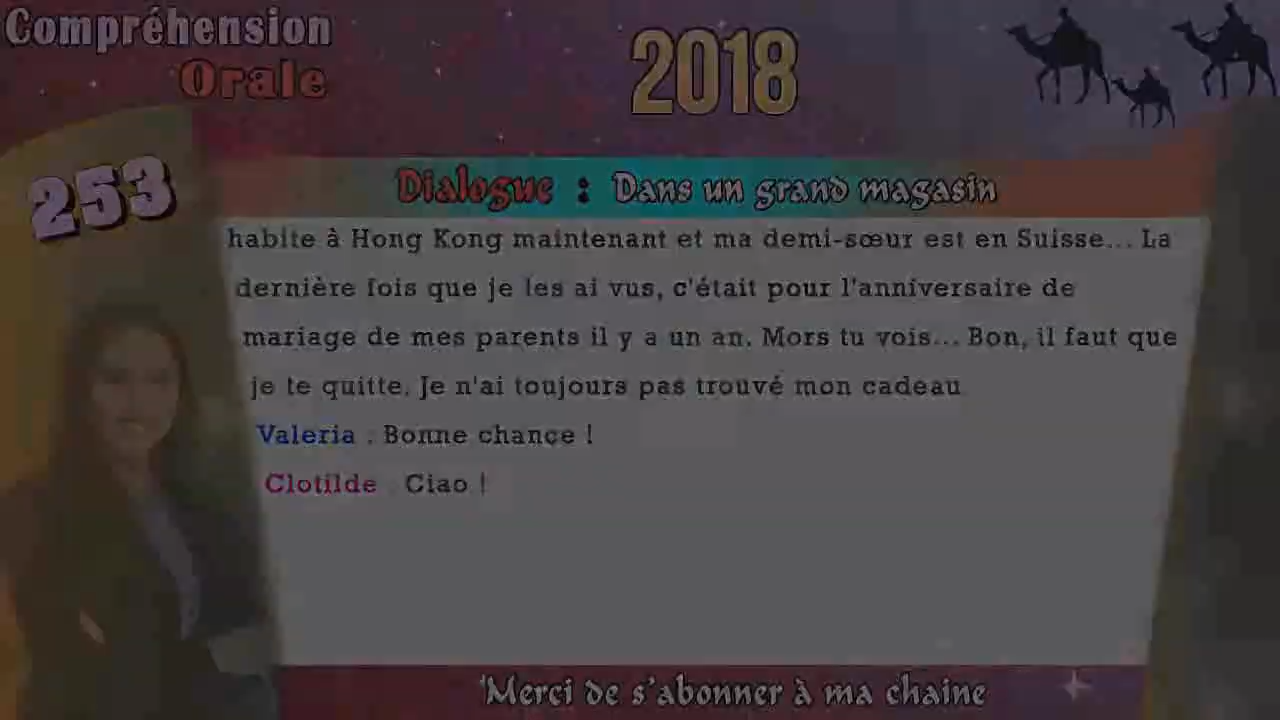 Compréhension
Orale
2018
253
Dialogue : Dans un grand magasin
habite à Hong Kong maintenant et ma demi-sœur est en Suisse... La
dernière fois que je les ai vus, c'était pour l'anniversaire de
mariage de mes parents il y a un an. Mors tu vois... Bon, il faut que
je te quitte. Je n'ai toujours pas trouvé mon cadeau
Valeria : Bonne chance !
Clotilde : Ciao !
Merci de s'abonner à ma chaine